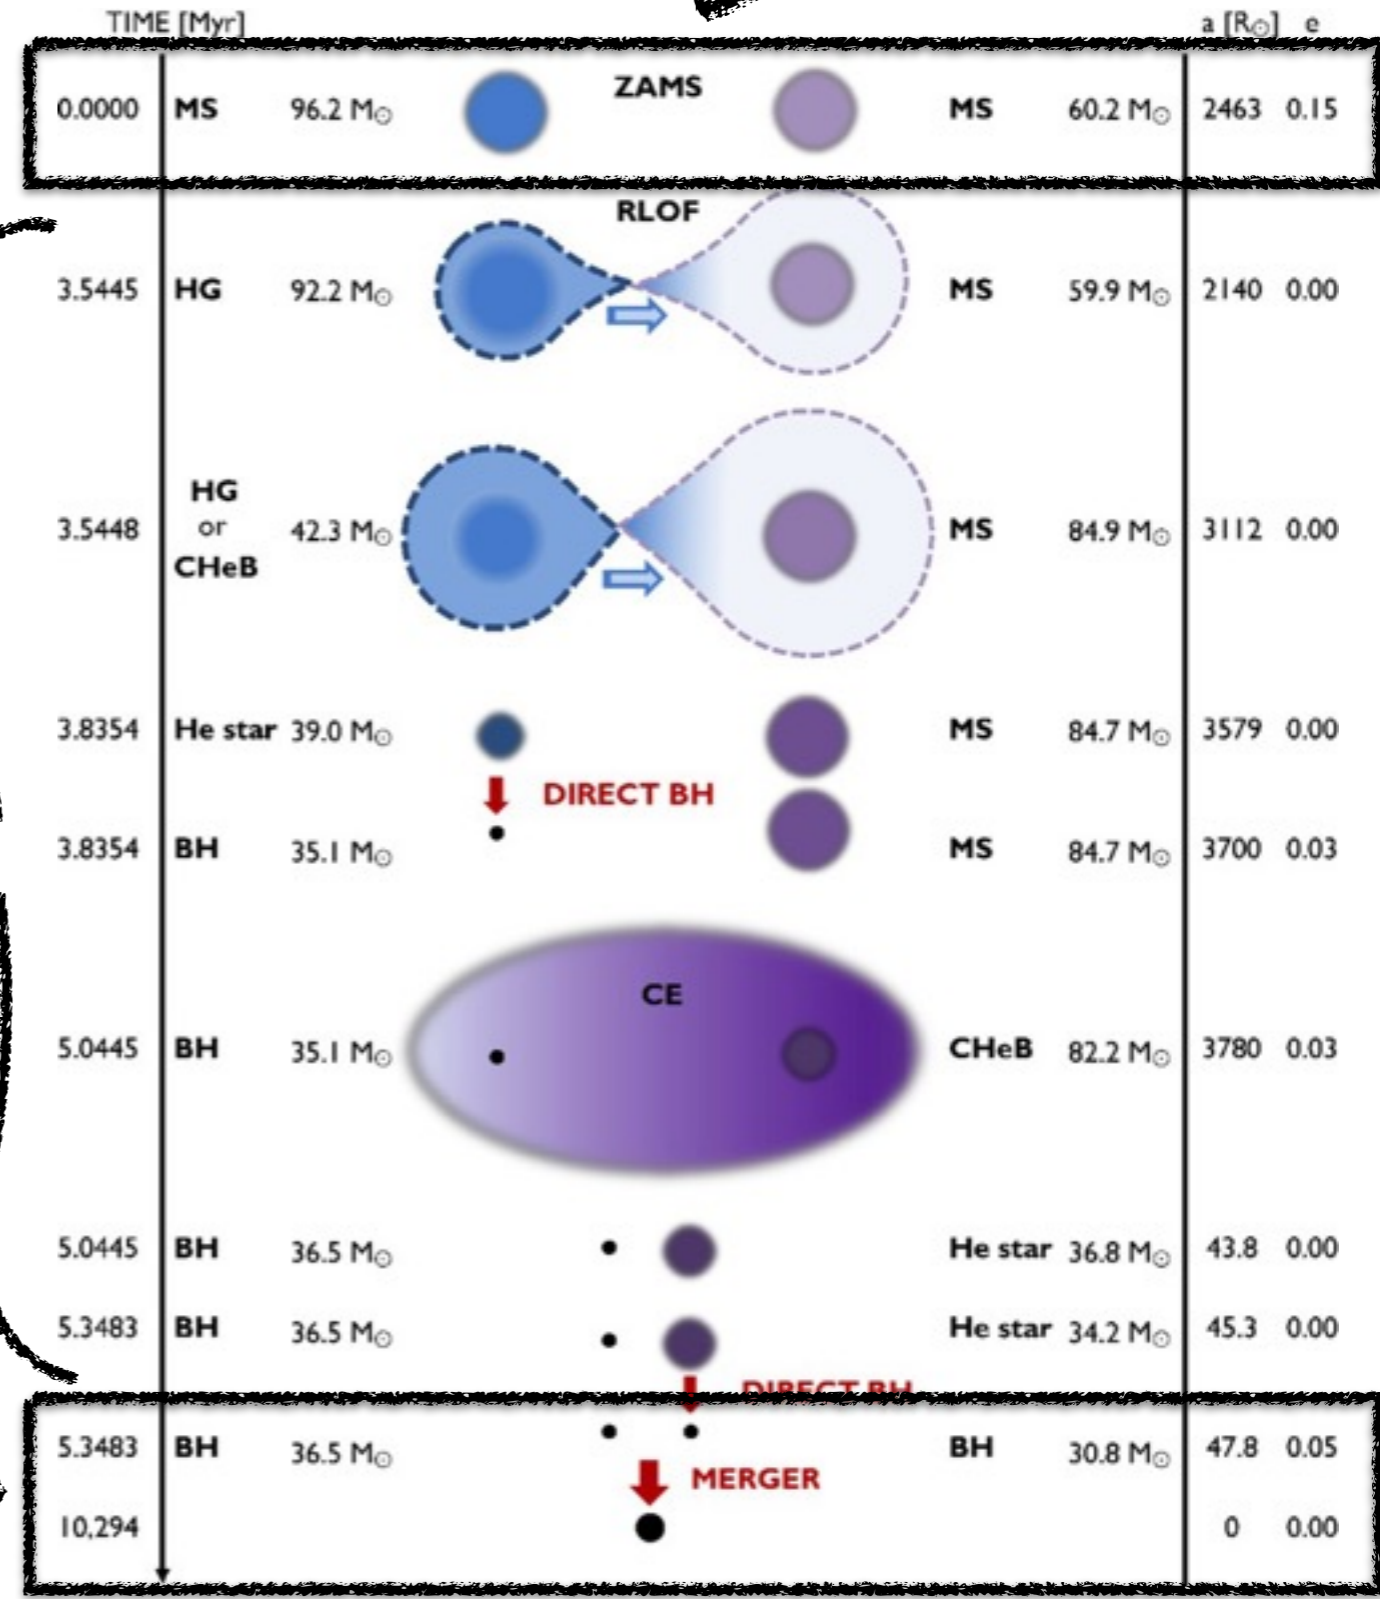 TIME [Myr] a [R☉] e
ZAMS
0.0000 MS 96.2 M☉ MS 60.2 M☉ 2463 0.15
RLOF
3.5445 HG 92.2 M☉ MS 59.9 M☉ 2140 0.00
HG
or
3.5448 42.3 M☉ MS 84.9 M☉ 3112 0.00
CHeB
3.8354 He star 39.0 M☉ MS 84.7 M☉ 3579 0.00
DIRECT BH
3.8354 BH 35.1 M☉ MS 84.7 M☉ 3700 0.03
CE
5.0445 BH 35.1 M☉ CHeB 82.2 M☉ 3780 0.03
5.0445 BH 36.5 M☉ He star 36.8 M☉ 43.8 0.00
5.3483 BH 36.5 M☉ He star 34.2 M☉ 45.3 0.00
DIRECT BH
5.3483 BH 36.5 M☉ BH 30.8 M☉ 47.8 0.05
MERGER
10,294 0 0.00